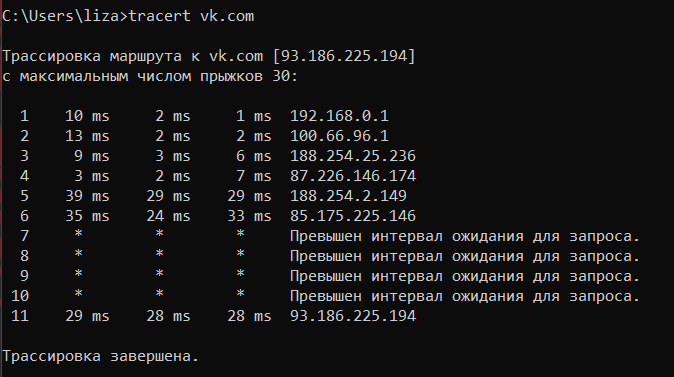 C:\Users\liza>tracert vk.com
Трассировка маршрута к vk.com [93.186.225.194]
с максимальным числом прыжков 30:
1 10 ms 2 ms 1 ms 192.168.0.1
2 13 ms 2 ms 2 ms 100.66.96.1
3 9 ms 3 ms 6 ms 188.254.25.236
4 3 ms 2 ms 7 ms 87.226.146.174
5 39 ms 29 ms 29 ms 188.254.2.149
6 35 ms 24 ms 33 ms 85.175.225.146
7 * * * Превышен интервал ожидания для запроса.
8 * * * Превышен интервал ожидания для запроса.
9 * * * Превышен интервал ожидания для запроса.
10 * * * Превышен интервал ожидания для запроса.
11 29 ms 28 ms 28 ms 93.186.225.194
Трассировка завершена.